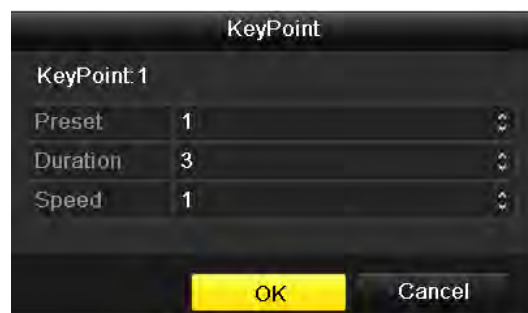 KeyPoint
KeyPoint:1
Preset 1
Duration 3
Speed 1
OK Cancel